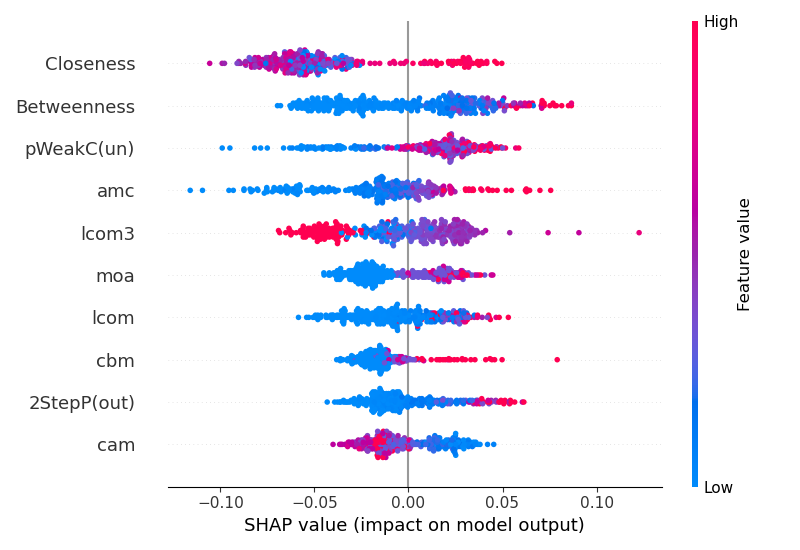 High
Closeness
Betweenness
pWeakC(un)
amc
lcom3
moa
lcom
cbm
2StepP(out)
cam
Feature value
Low
−0.10 −0.05 0.00 0.05 0.10
SHAP value (impact on model output)